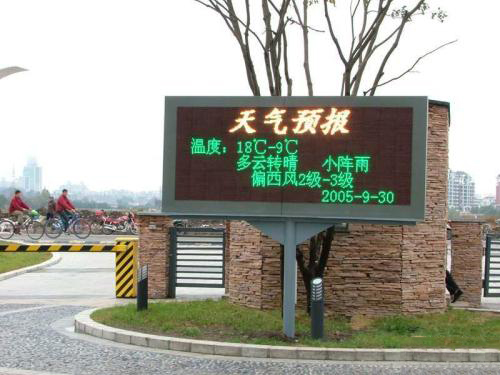 天气预报
温度：18℃-9℃
多云转晴 小阵雨
偏西风2级-3级
2005-9-30